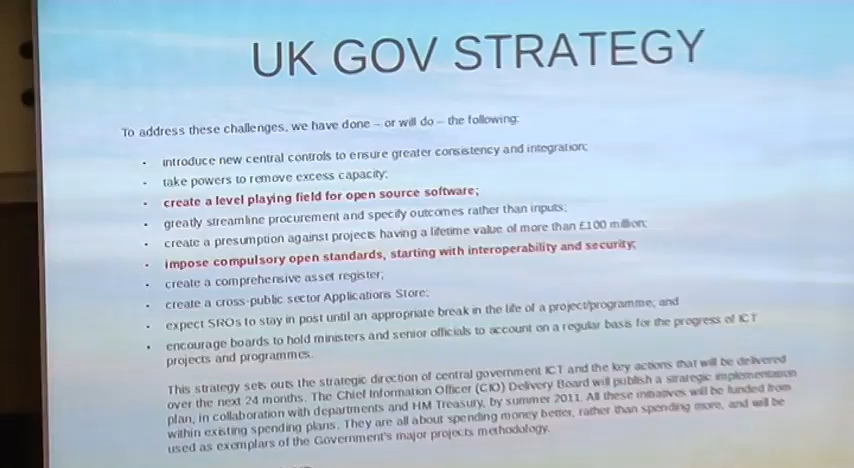 UK GOV STRATEGY
To address these challenges, we have done – or will do – the following:
• introduce new central controls to ensure greater consistency and integration;
• take powers to remove excess capacity;
• create a level playing field for open source software;
• greatly streamline procurement and specify outcomes rather than inputs;
• create a presumption against projects having a lifetime value of more than £100 million;
• impose compulsory open standards, starting with interoperability and security;
• create a comprehensive asset register;
• create a cross-public sector Applications Store;
• expect SROs to stay in post until an appropriate break in the life of a project/programme; and
• encourage boards to hold ministers and senior officials to account on a regular basis for the progress of ICT
projects and programmes.
This strategy sets outs the strategic direction of central government ICT and the key actions that will be delivered
over the next 24 months. The Chief Information Officer (CIO) Delivery Board will publish a strategic implementation
plan, in collaboration with departments and HM Treasury, by summer 2011. All these initiatives will be funded from
within existing spending plans. They are all about spending money better, rather than spending more, and will be
used as exemplars of the Government's major projects methodology.